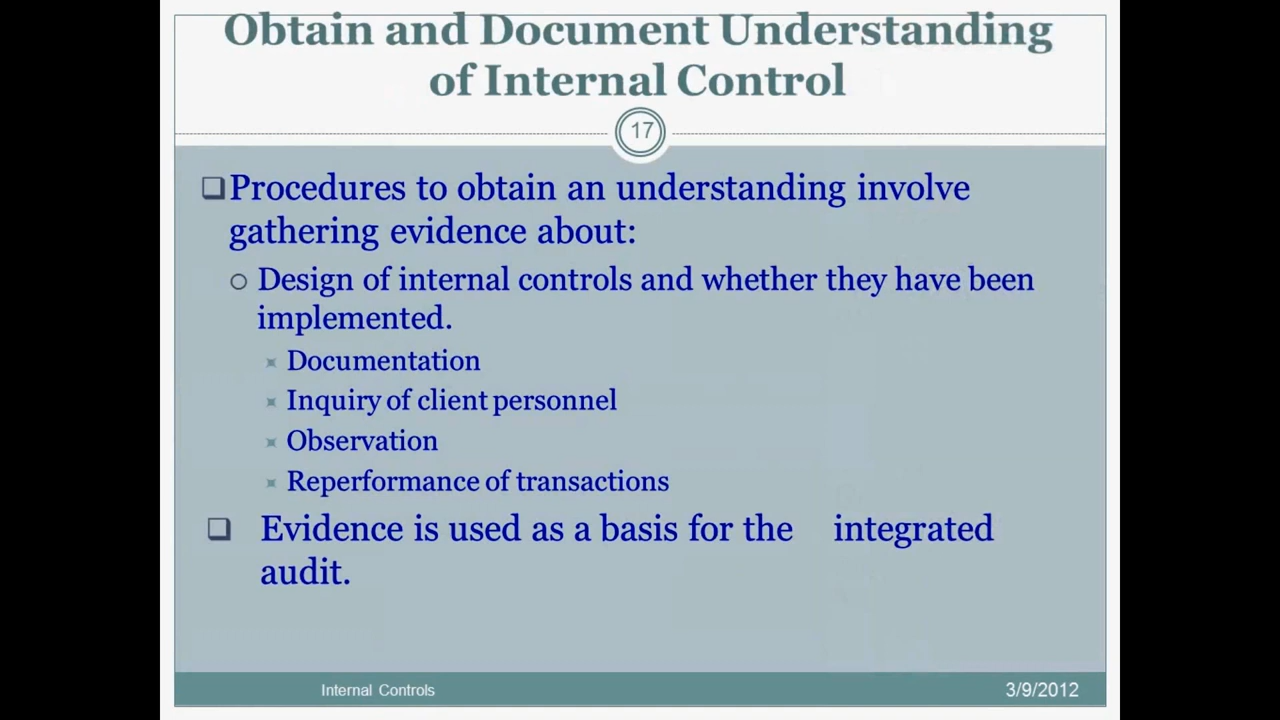 Obtain and Document Understanding
of Internal Control
17
Procedures to obtain an understanding involve
gathering evidence about:
Design of internal controls and whether they have been
implemented.
Documentation
Inquiry of client personnel
Observation
Reperformance of transactions
Evidence is used as a basis for the integrated
audit.
Internal Controls
3/9/2012